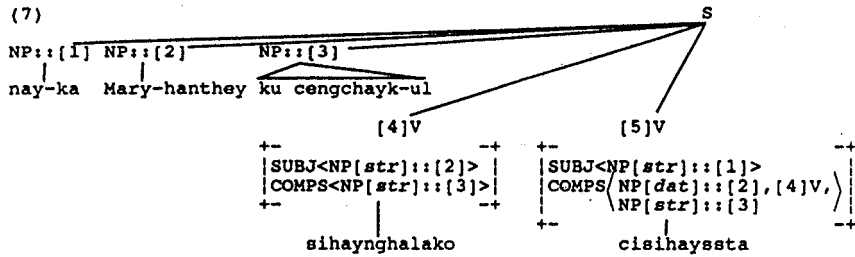 (7) S
NP::[1] NP::[2] NP::[3]
nay-ka Mary-hanthey ku cengchayk-ul
[4]V [5]V
SUBJ<NP[str]::[2]> SUBJ<NP[str]::[1]>
COMPS<NP[str]::[3]> COMPS<NP[dat]::[2],[4]V,
NP[str]::[3]>
sihaynghalako cisihayssta